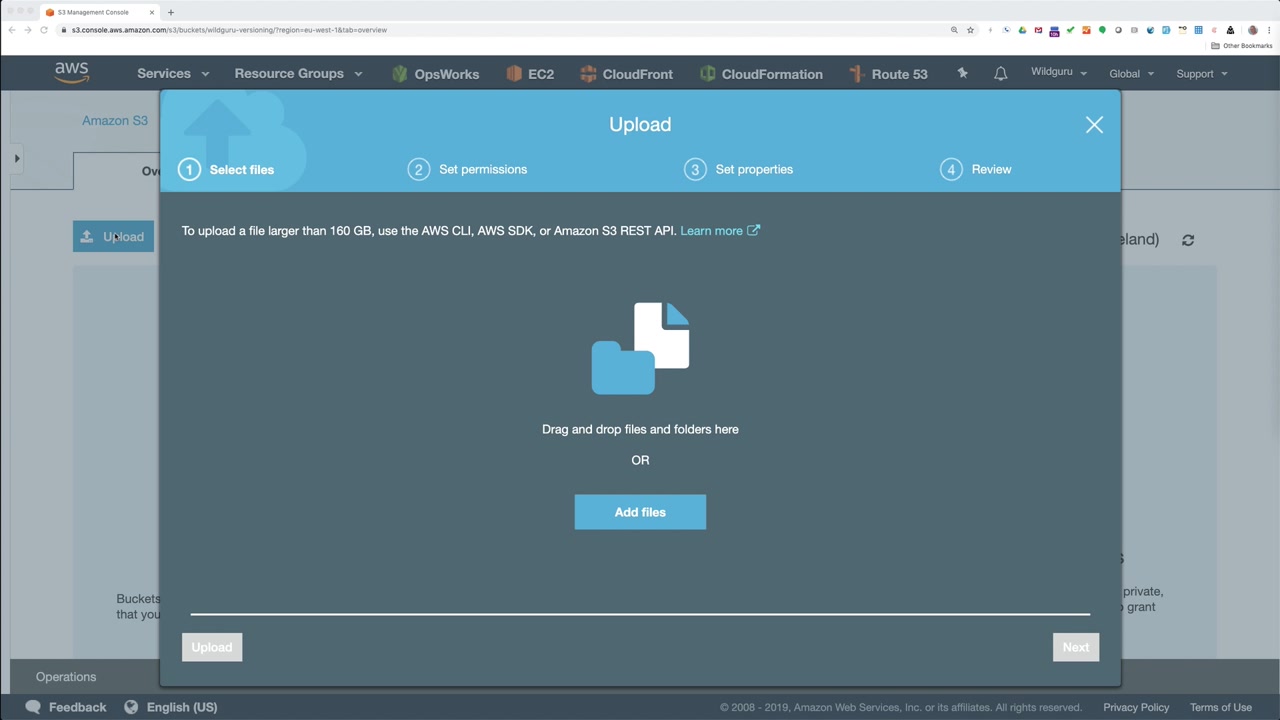 S3 Management Console
s3.console.aws.amazon.com/s3/buckets/wildguru-versioning/?region=eu-west-1&tab=overview
Other Bookmarks
aws Services Resource Groups OpsWorks EC2 CloudFront CloudFormation Route 53 Wildguru Global Support
Amazon S3
Upload
1 Select files 2 Set permissions 3 Set properties 4 Review
Ove
To upload a file larger than 160 GB, use the AWS CLI, AWS SDK, or Amazon S3 REST API. Learn more
Upload
eland)
Drag and drop files and folders here
OR
Add files
s
Buckets
private,
that you
grant
Upload Next
Operations
Feedback English (US) © 2008 - 2019, Amazon Web Services, Inc. or its affiliates. All rights reserved. Privacy Policy Terms of Use